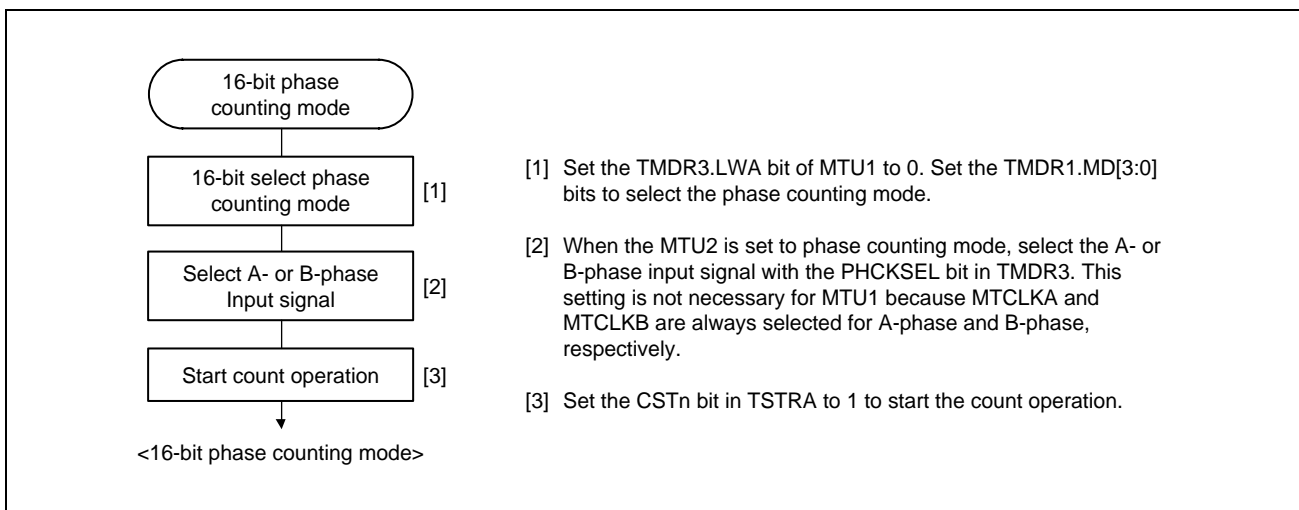 16-bit phase
counting mode
16-bit select phase
counting mode
[1]
Select A- or B-phase
Input signal
[2]
Start count operation
[3]
<16-bit phase counting mode>
[1] Set the TMDR3.LWA bit of MTU1 to 0. Set the TMDR1.MD[3:0]
bits to select the phase counting mode.
[2] When the MTU2 is set to phase counting mode, select the A- or
B-phase input signal with the PHCKSEL bit in TMDR3. This
setting is not necessary for MTU1 because MTCLKA and
MTCLKB are always selected for A-phase and B-phase,
respectively.
[3] Set the CSTn bit in TSTRA to 1 to start the count operation.